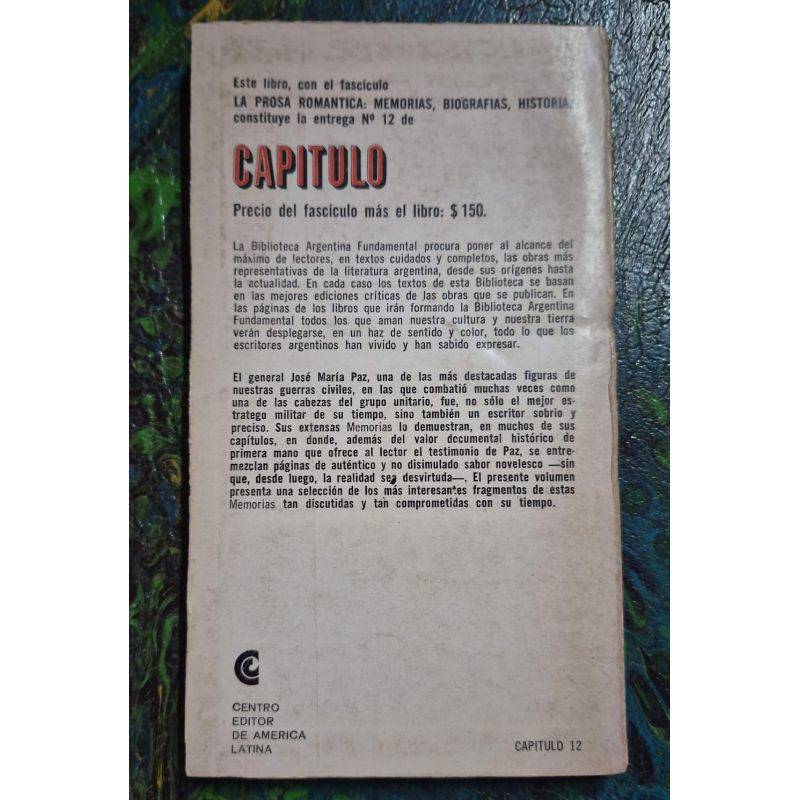 Este libro, con el fascículo
LA PROSA ROMANTICA: MEMORIAS, BIOGRAFIAS, HISTORIA,
constituye la entrega Nº 12 de
CAPITULO
Precio del fascículo más el libro: $ 150.
La Biblioteca Argentina Fundamental procura poner al alcance del
máximo de lectores, en textos cuidados y completos, las obras más
representativas de la literatura argentina, desde sus orígenes hasta
la actualidad. En cada caso los textos de esta Biblioteca se basan
en las mejores ediciones críticas de las obras que se publican. En
las páginas de los libros que irán formando la Biblioteca Argentina
Fundamental todos los que aman nuestra cultura y nuestra tierra
verán desplegarse, en un haz de sentido y color, todo lo que los
escritores argentinos han vivido y han sabido expresar.
El general José María Paz, una de las más destacadas figuras de
nuestras guerras civiles, en las que combatió muchas veces como
una de las cabezas del grupo unitario, fue, no sólo el mejor es-
tratego militar de su tiempo, sino también un escritor sobrio y
preciso. Sus extensas Memorias lo demuestran, en muchos de sus
capítulos, en donde, además del valor documental histórico de
primera mano que ofrece al lector el testimonio de Paz, se entre-
mezclan páginas de auténtico y no disimulado sabor novelesco —sin
que, desde luego, la realidad sea desvirtuda—. El presente volumen
presenta una selección de los más interesantes fragmentos de estas
Memorias tan discutidas y tan comprometidas con su tiempo.
CENTRO
EDITOR
DE AMERICA
LATINA
CAPITULO 12